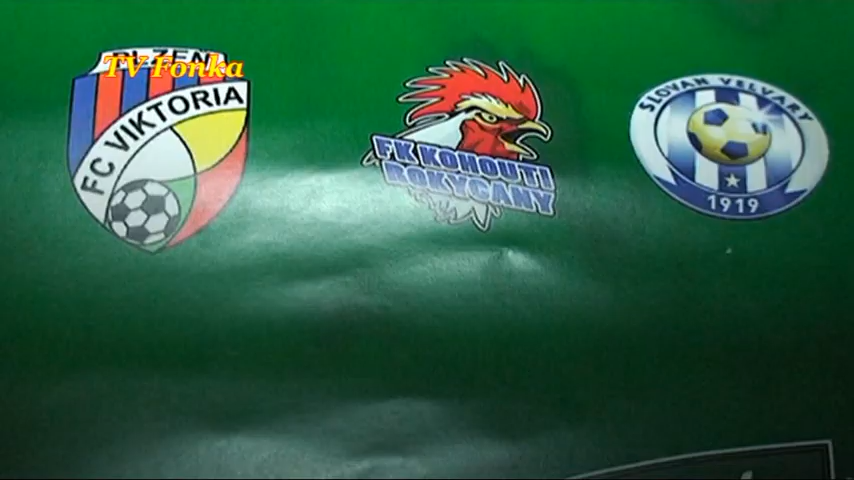 PLZEŇ
TV Fonka
FC VIKTORIA
FK KOHOUTI
ROKYCANY
SLOVAN VELVARY
1919